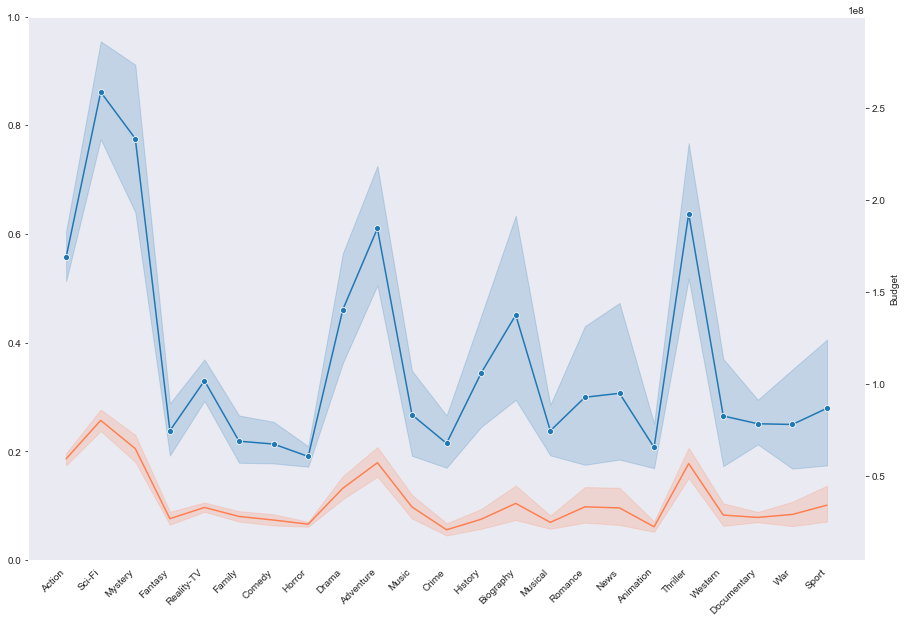 1e8
1.0
0.8
0.6
0.4
0.2
0.0
2.5
2.0
1.5
1.0
0.5
Budget
Action
Sci-Fi
Mystery
Fantasy
Reality-TV
Family
Comedy
Horror
Drama
Adventure
Music
Crime
History
Biography
Musical
Romance
News
Animation
Thriller
Western
Documentary
War
Sport